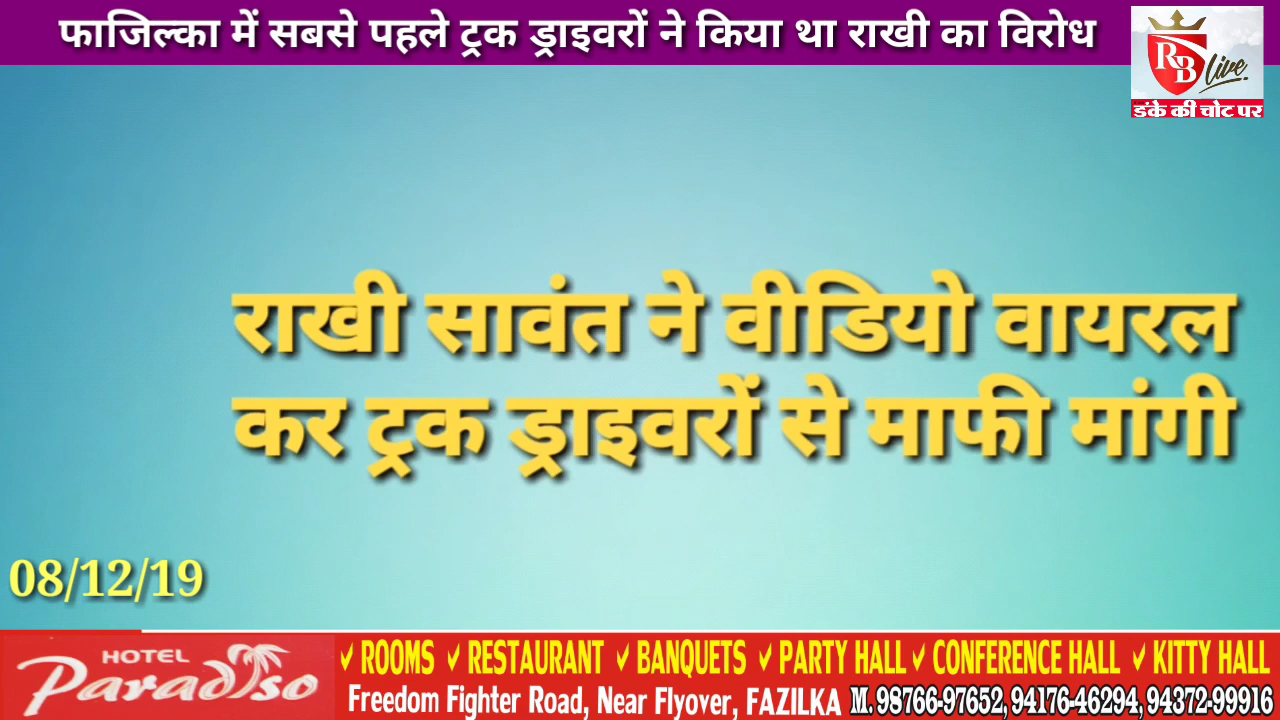 फाजिल्का में सबसे पहले ट्रक ड्राइवरों ने किया था राखी का विरोध
RB live
डंके की चोट पर
राखी सावंत ने वीडियो वायरल
कर ट्रक ड्राइवरों से माफी मांगी
08/12/19
HOTEL
Paradiso
✓ ROOMS ✓ RESTAURANT ✓ BANQUETS ✓ PARTY HALL ✓ CONFERENCE HALL ✓ KITTY HALL
Freedom Fighter Road, Near Flyover, FAZILKA M. 98766-97652, 94176-46294, 94372-99916